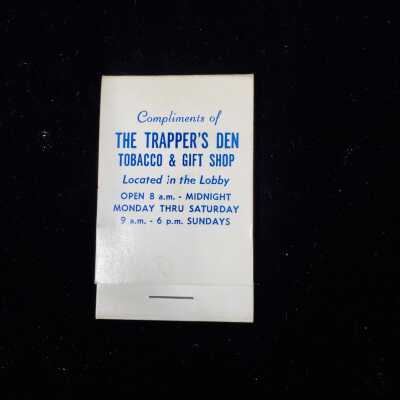 Compliments of
THE TRAPPER'S DEN
TOBACCO & GIFT SHOP
Located in the Lobby
OPEN 8 a.m. - MIDNIGHT
MONDAY THRU SATURDAY
9 a.m. - 6 p.m. SUNDAYS